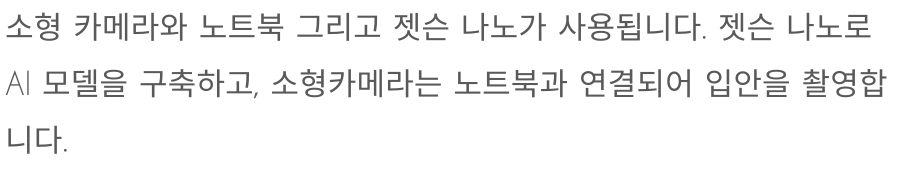 소형 카메라와 노트북 그리고 젯슨 나노가 사용됩니다. 젯슨 나노로
AI 모델을 구축하고, 소형카메라는 노트북과 연결되어 입안을 촬영합
니다.